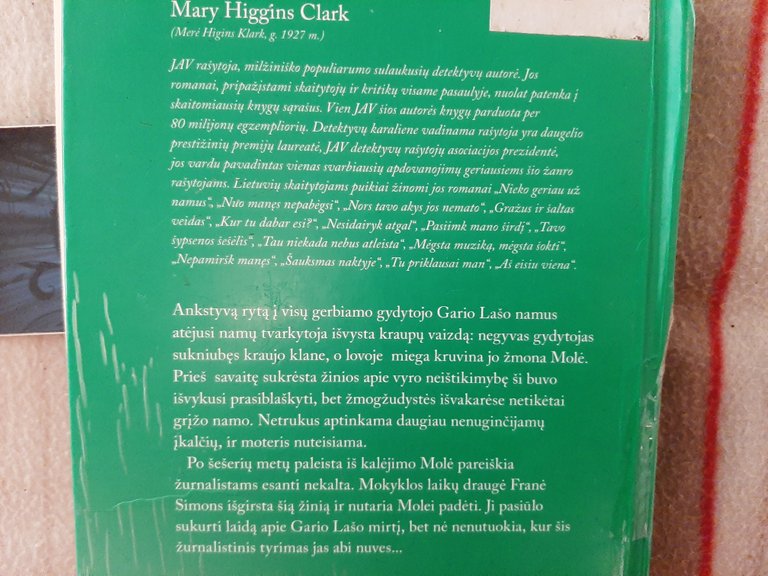 Mary Higgins Clark
(Merė Higins Klark, g. 1927 m.)
JAV rašytoja, milžiniško populiarumo sulaukusių detektyvų autorė. Jos
romanai, pripažįstami skaitytojų ir kritikų visame pasaulyje, nuolat patenka į
skaitomiausių knygų sąrašus. Vien JAV šios autorės knygų parduota per
80 milijonų egzempliorių. Detektyvų karaliene vadinama rašytoja yra daugelio
prestižinių premijų laureatė, JAV detektyvų rašytojų asociacijos prezidentė,
jos vardu pavadintas vienas svarbiausių apdovanojimų geriausiems šio žanro
rašytojams. Lietuvių skaitytojams puikiai žinomi jos romanai „Nieko geriau už
namus“, „Nuo manęs nepabėgsi“, „Nors tavo akys jos nemato“, „Gražus ir šaltas
veidas“, „Kur tu dabar esi?“, „Nesidairyk atgal“, „Pasiimk mano širdį“, „Tavo
šypsenos šešėlis“, „Tau niekada nebus atleista“, „Mėgsta muziką, mėgsta šokti“,
„Nepamiršk manęs“, „Šauksmas naktyje“, „Tu priklausai man“, „Aš eisiu viena“.
Ankstyvą rytą į visų gerbiamo gydytojo Gario Lašo namus
atėjusi namų tvarkytoja išvysta kraupų vaizdą: negyvas gydytojas
sukniubęs kraujo klane, o lovoje miega kruvina jo žmona Molė.
Prieš savaitę sukrėsta žinios apie vyro neištikimybę ši buvo
išvykusi prasiblaškyti, bet žmogžudystės išvakarėse netikėtai
grįžo namo. Netrukus aptinkama daugiau nenuginčijamų
įkalčių, ir moteris nuteisiama.
Po šešerių metų paleista iš kalėjimo Molė pareiškia
žurnalistams esanti nekalta. Mokyklos laikų draugė Franė
Simons išgirsta šią žinią ir nutaria Molei padėti. Ji pasiūlo
sukurti laidą apie Gario Lašo mirtį, bet nė nenutuokia, kur šis
žurnalistinis tyrimas jas abi nuves...